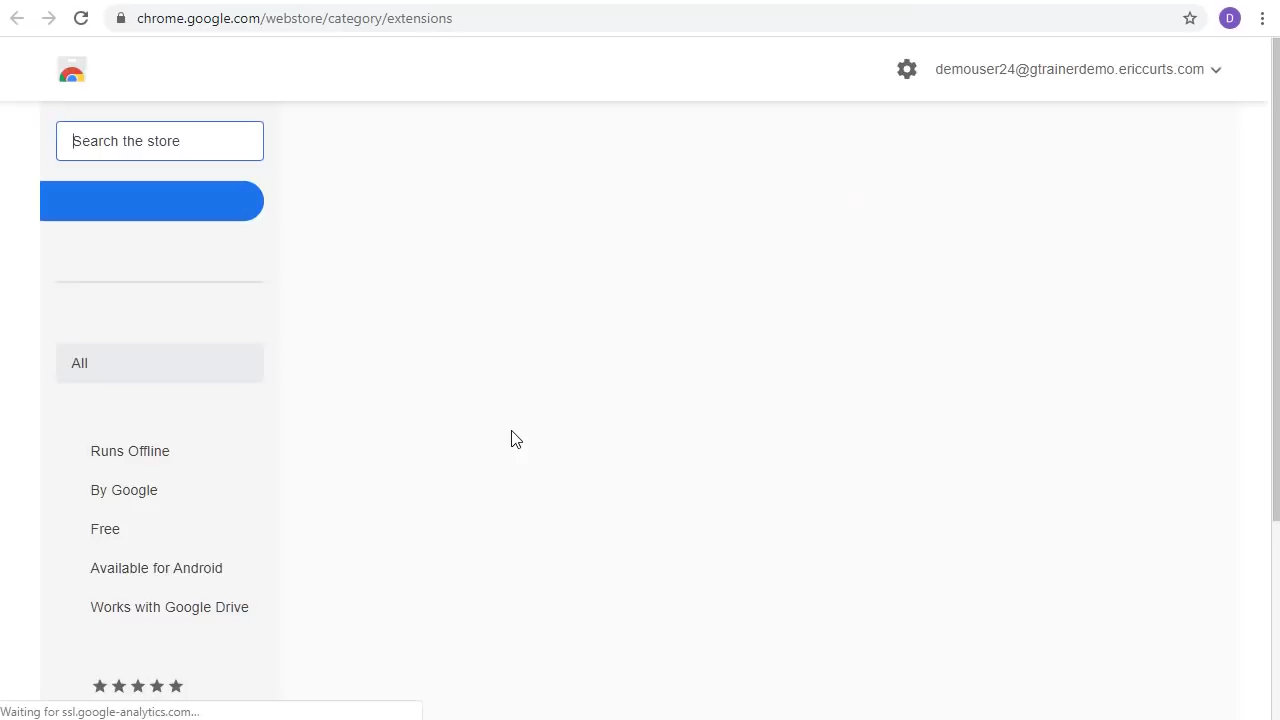 chrome.google.com/webstore/category/extensions
D
demouser24@gtrainerdemo.ericcurts.com
Search the store
All
Runs Offline
By Google
Free
Available for Android
Works with Google Drive
Waiting for ssl.google-analytics.com...